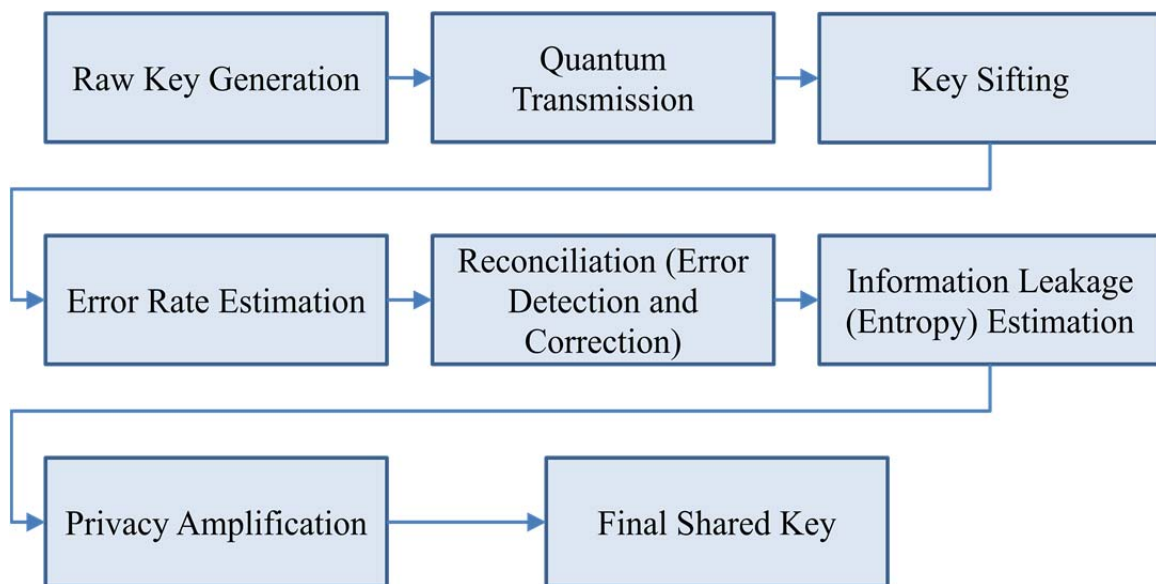 Raw Key Generation
Quantum
Transmission
Key Sifting
Error Rate Estimation
Reconciliation (Error
Detection and
Correction)
Information Leakage
(Entropy) Estimation
Privacy Amplification
Final Shared Key